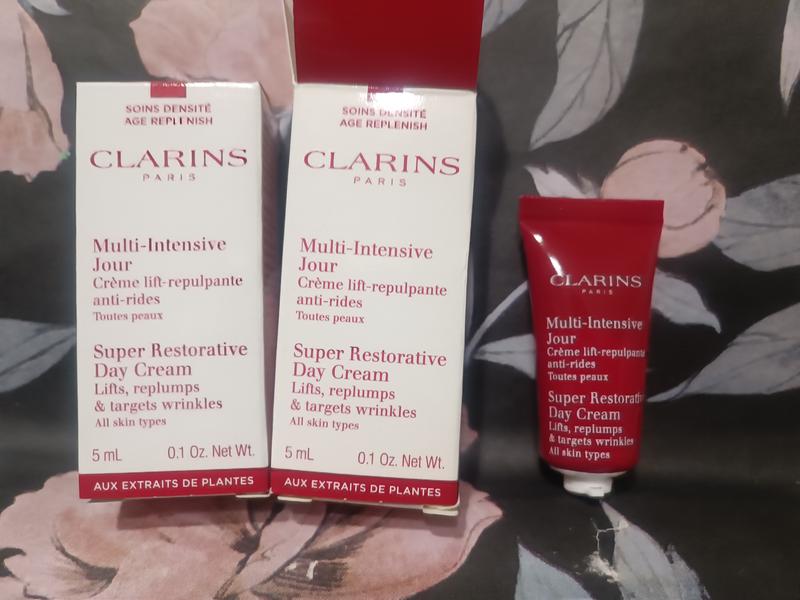 SOINS DENSITÉ
AGE REPLENISH
CLARINS
PARIS
Multi-Intensive
Jour
Crème lift-repulpante
anti-rides
Toutes peaux
Super Restorative
Day Cream
Lifts, replumps
& targets wrinkles
All skin types
5 mL 0.1 Oz. Net Wt.
AUX EXTRAITS DE PLANTES
SOINS DENSITÉ
AGE REPLENISH
CLARINS
PARIS
Multi-Intensive
Jour
Crème lift-repulpante
anti-rides
Toutes peaux
Super Restorative
Day Cream
Lifts, replumps
& targets wrinkles
All skin types
5 mL 0.1 Oz. Net Wt.
AUX EXTRAITS DE PLANTES
CLARINS
PARIS
Multi-Intensive
Jour
Crème lift-repulpante
anti-rides
Toutes peaux
Super Restorative
Day Cream
Lifts, replumps
& targets wrinkles
All skin types